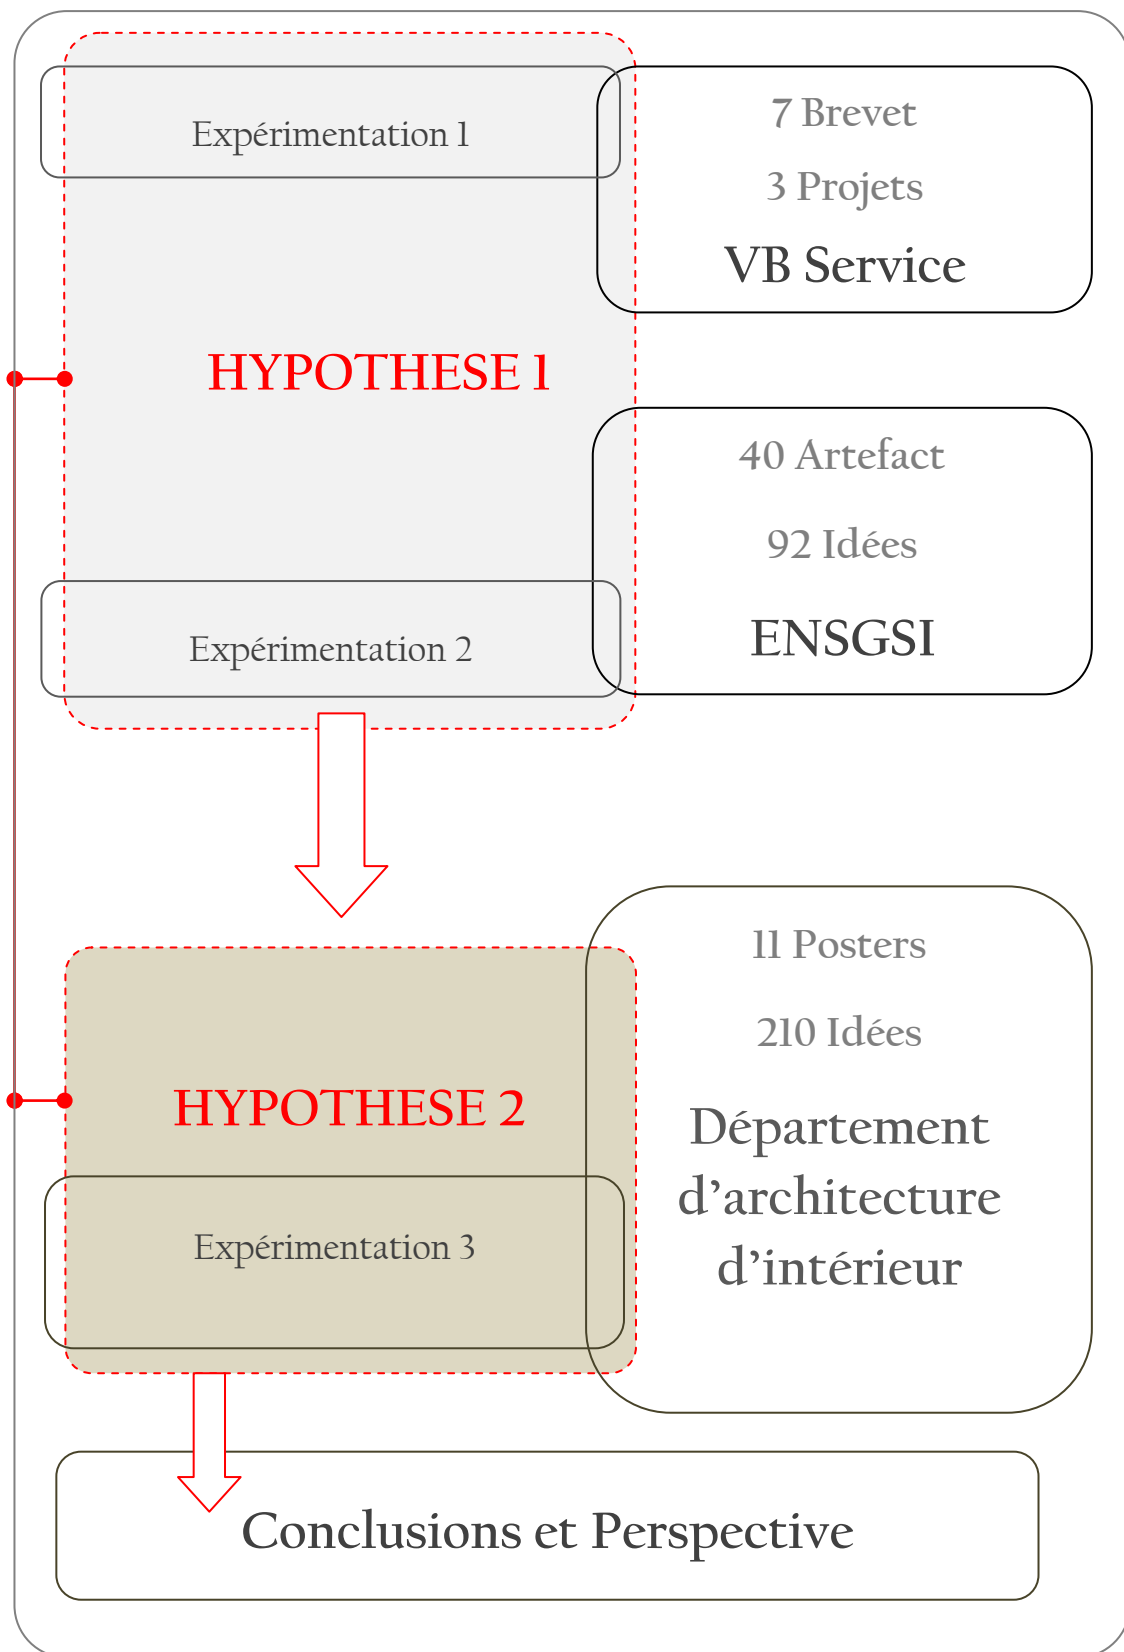 Expérimentation 1
7 Brevet
3 Projets
VB Service
HYPOTHESE 1
40 Artefact
92 Idées
ENSGSI
Expérimentation 2
11 Posters
210 Idées
HYPOTHESE 2
Département
d’architecture
d’intérieur
Expérimentation 3
Conclusions et Perspective